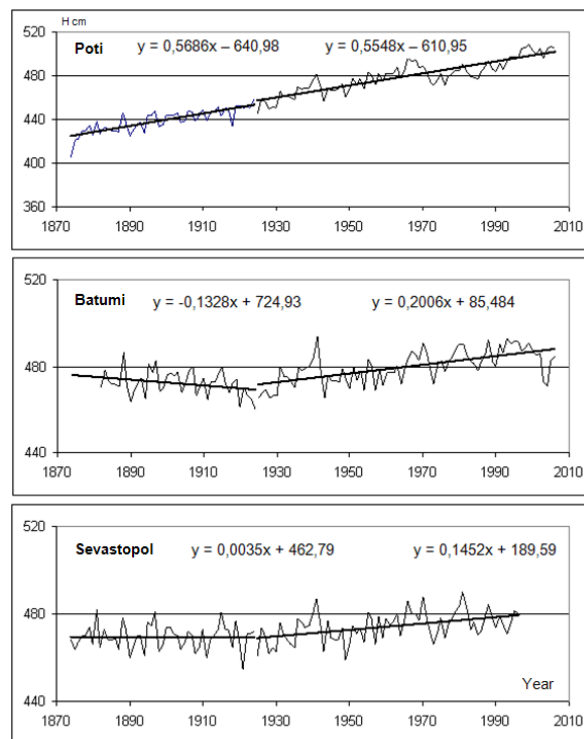 H cm
520
Poti y = 0,5686x – 640,98 y = 0,5548x – 610,95
480
440
400
360
1870 1890 1910 1930 1950 1970 1990 2010
520
Batumi y = -0,1328x + 724,93 y = 0,2006x + 85,484
480
440
1870 1890 1910 1930 1950 1970 1990 2010
520
Sevastopol y = 0,0035x + 462,79 y = 0,1452x + 189,59
480
Year
440
1870 1890 1910 1930 1950 1970 1990 2010